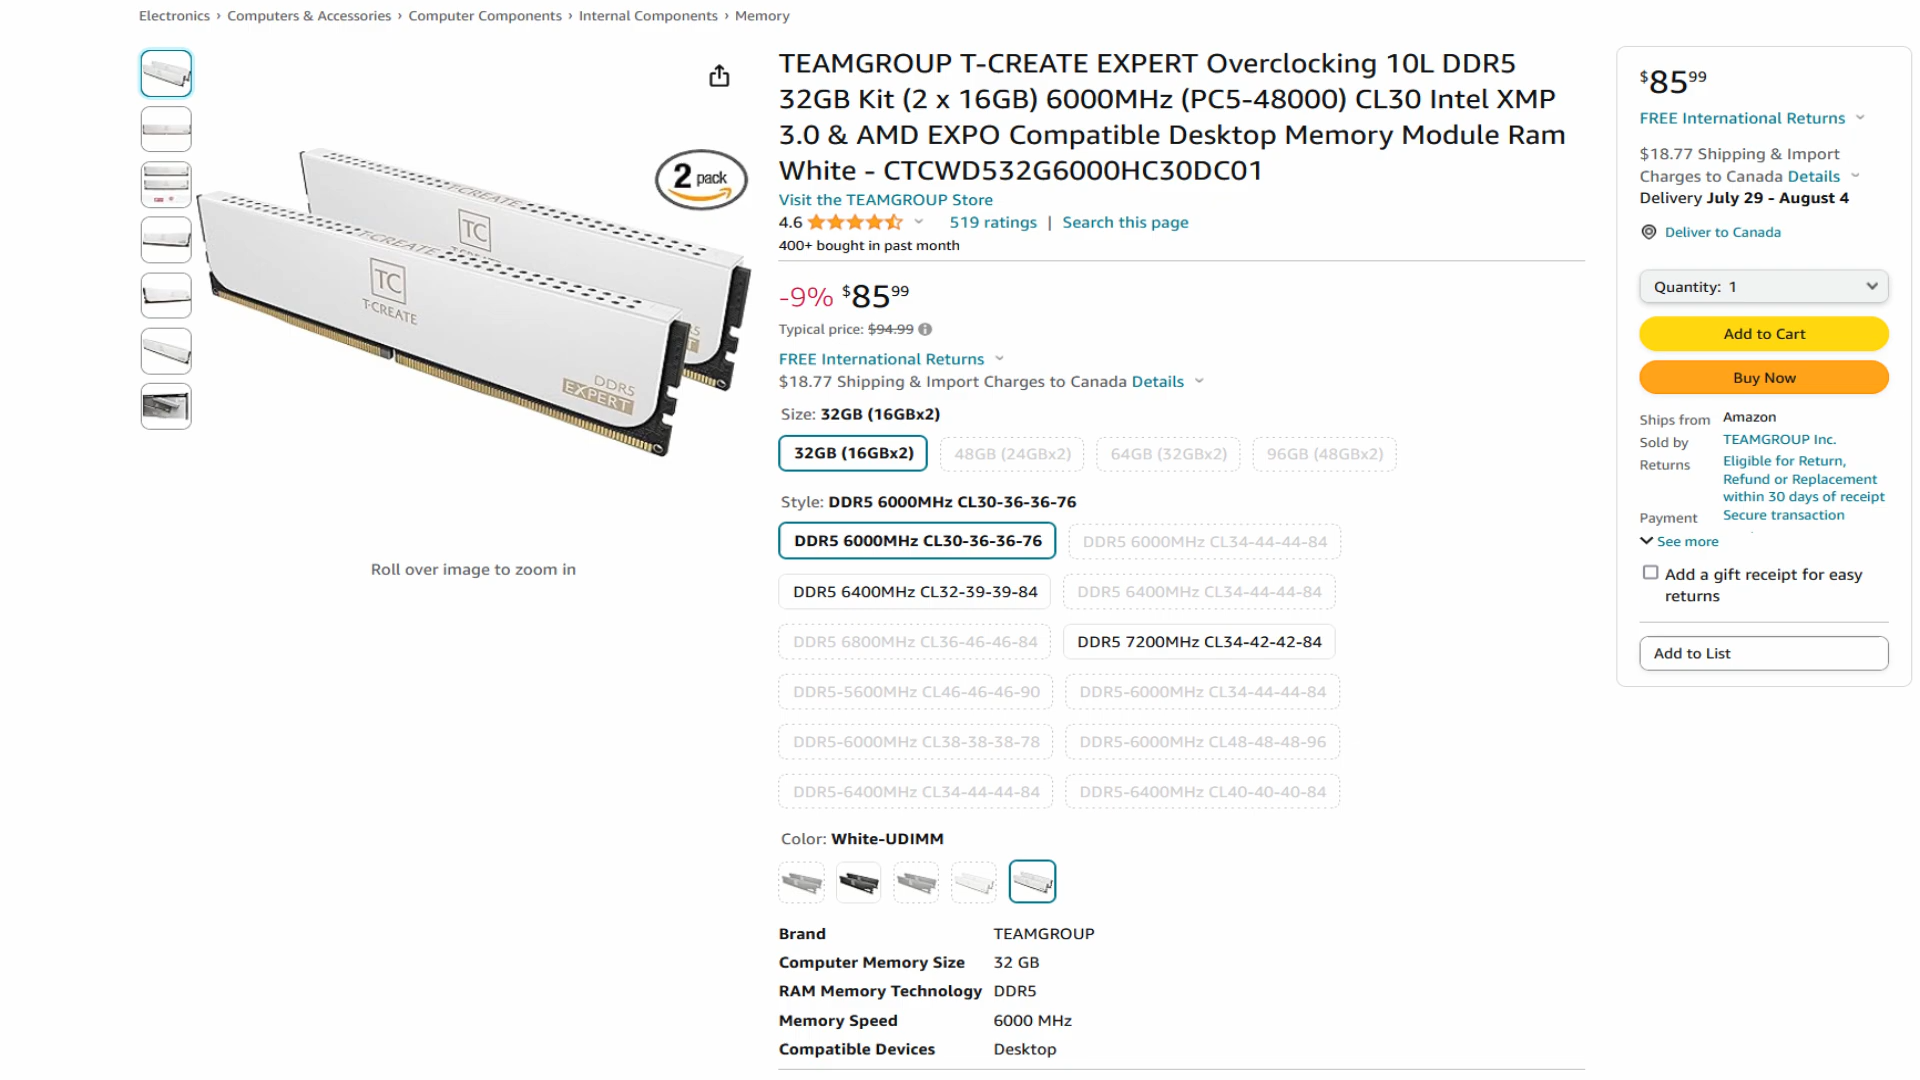 Electronics › Computers & Accessories › Computer Components › Internal Components › Memory
TEAMGROUP T-CREATE EXPERT Overclocking 10L DDR5
32GB Kit (2 x 16GB) 6000MHz (PC5-48000) CL30 Intel XMP
3.0 & AMD EXPO Compatible Desktop Memory Module Ram
White - CTCWD532G6000HC30DC01
Visit the TEAMGROUP Store
4.6 519 ratings | Search this page
400+ bought in past month
-9% $85 99
Typical price: $94.99
FREE International Returns
$18.77 Shipping & Import Charges to Canada Details
Size: 32GB (16GBx2)
32GB (16GBx2) 48GB (24GBx2) 64GB (32GBx2) 96GB (48GBx2)
Style: DDR5 6000MHz CL30-36-36-76
DDR5 6000MHz CL30-36-36-76 DDR5 6000MHz CL34-44-44-84
DDR5 6400MHz CL32-39-39-84 DDR5 6400MHz CL34-44-44-84
DDR5 6800MHz CL36-46-46-84 DDR5 7200MHz CL34-42-42-84
DDR5-5600MHz CL46-46-46-90 DDR5-6000MHz CL34-44-44-84
DDR5-6000MHz CL38-38-38-78 DDR5-6000MHz CL48-48-48-96
DDR5-6400MHz CL34-44-44-84 DDR5-6400MHz CL40-40-40-84
Color: White-UDIMM
Brand TEAMGROUP
Computer Memory Size 32 GB
RAM Memory Technology DDR5
Memory Speed 6000 MHz
Compatible Devices Desktop
2 pack
T-CREATE
TC
T-CREATE
TC
T-CREATE
DDR5
EXPERT
Roll over image to zoom in
$85 99
FREE International Returns
$18.77 Shipping & Import
Charges to Canada Details
Delivery July 29 - August 4
Deliver to Canada
Quantity: 1
Add to Cart
Buy Now
Ships from Amazon
Sold by TEAMGROUP Inc.
Returns Eligible for Return,
Refund or Replacement
within 30 days of receipt
Payment Secure transaction
See more
Add a gift receipt for easy
returns
Add to List